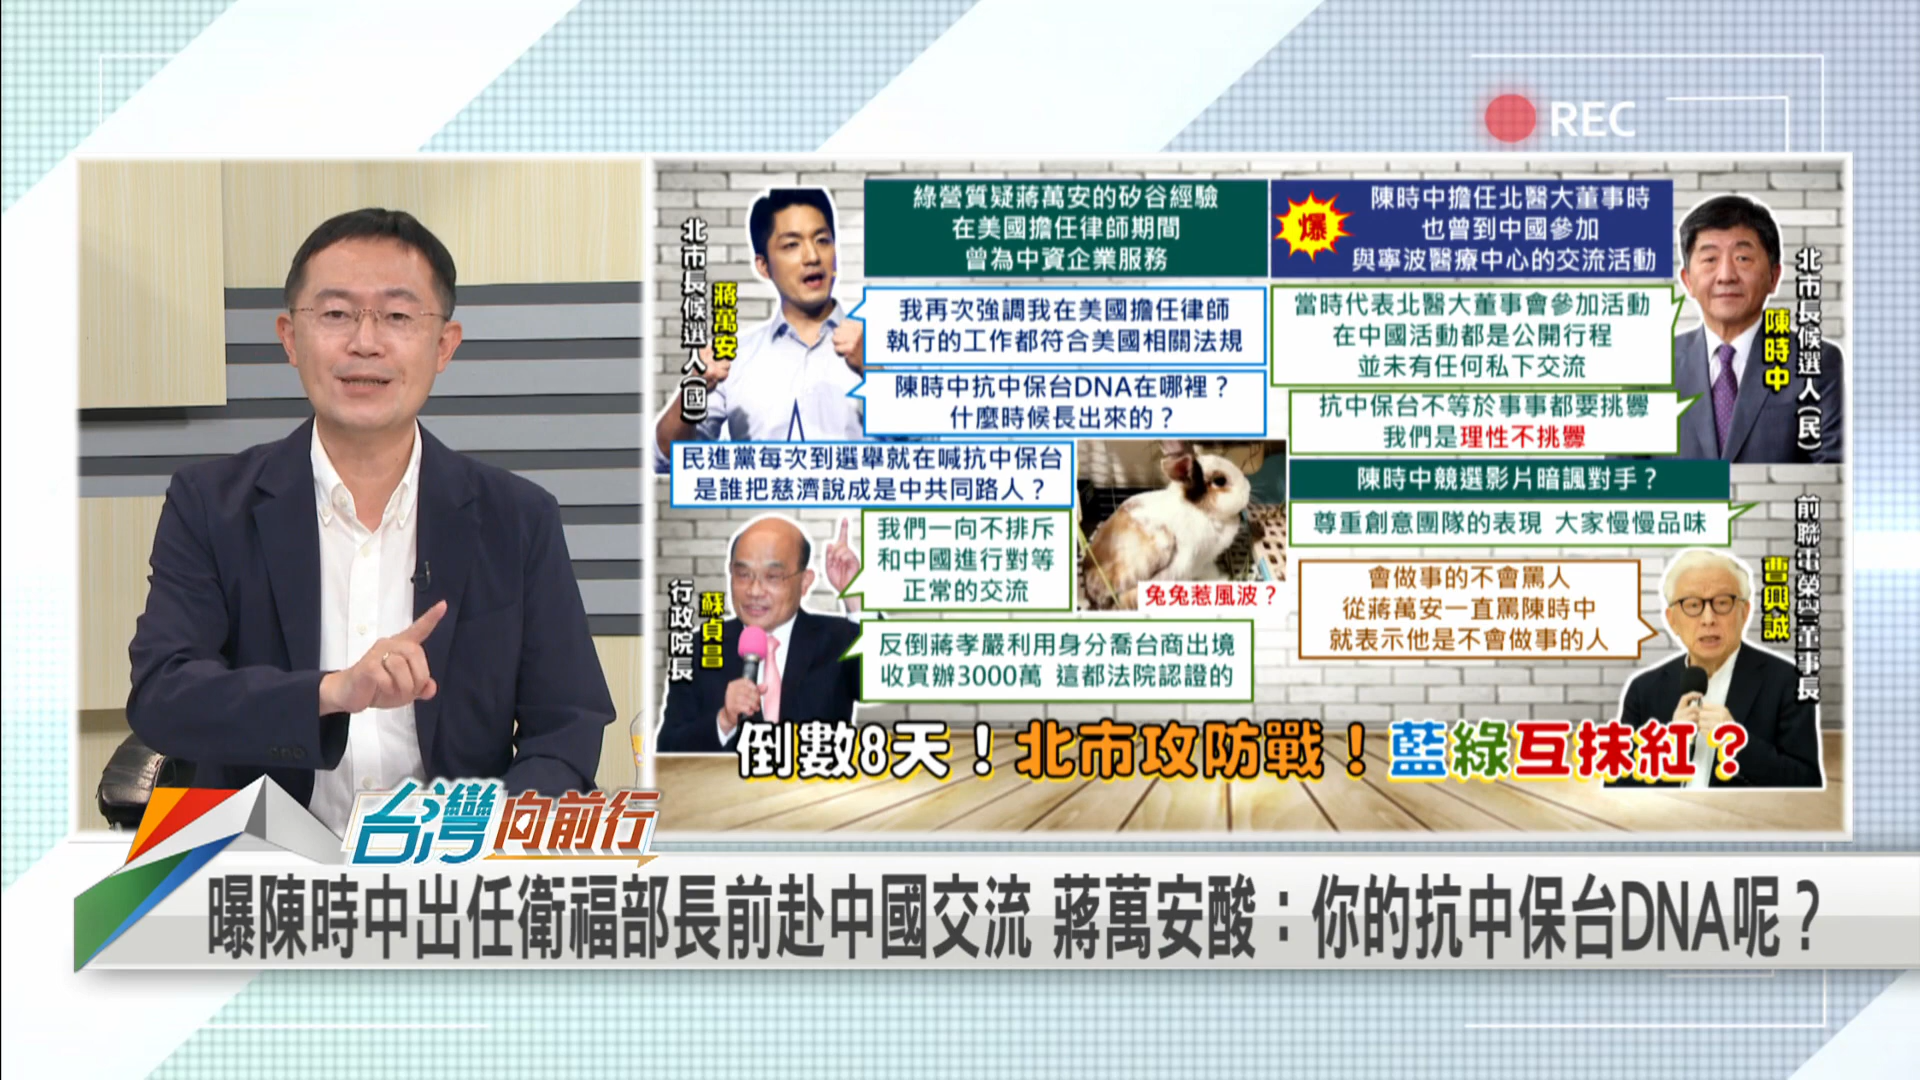 REC
北市長候選人(國)
蔣萬安
綠營質疑蔣萬安的矽谷經驗
在美國擔任律師期間
曾為中資企業服務
我再次強調我在美國擔任律師
執行的工作都符合美國相關法規
陳時中抗中保台DNA在哪裡？
什麼時候長出來的？
民進黨每次到選舉就在喊抗中保台
是誰把慈濟說成是中共同路人？
爆
陳時中擔任北醫大董事時
也曾到中國參加
與寧波醫療中心的交流活動
北市長候選人(民)
陳時中
當時代表北醫大董事會參加活動
在中國活動都是公開行程
並未有任何私下交流
抗中保台不等於事事都要挑釁
我們是理性不挑釁
陳時中競選影片暗諷對手？
尊重創意團隊的表現 大家慢慢品味
兔兔惹風波？
行政院長
蘇貞昌
我們一向不排斥
和中國進行對等
正常的交流
反倒蔣孝嚴利用身分喬台商出境
收買辦3000萬 這都法院認證的
前聯電榮譽董事長
曹興誠
會做事的不會罵人
從蔣萬安一直罵陳時中
就表示他是不會做事的人
倒數8天！北市攻防戰！藍綠互抹紅？
台灣向前行
曝陳時中出任衛福部長前赴中國交流 蔣萬安酸：你的抗中保台DNA呢？